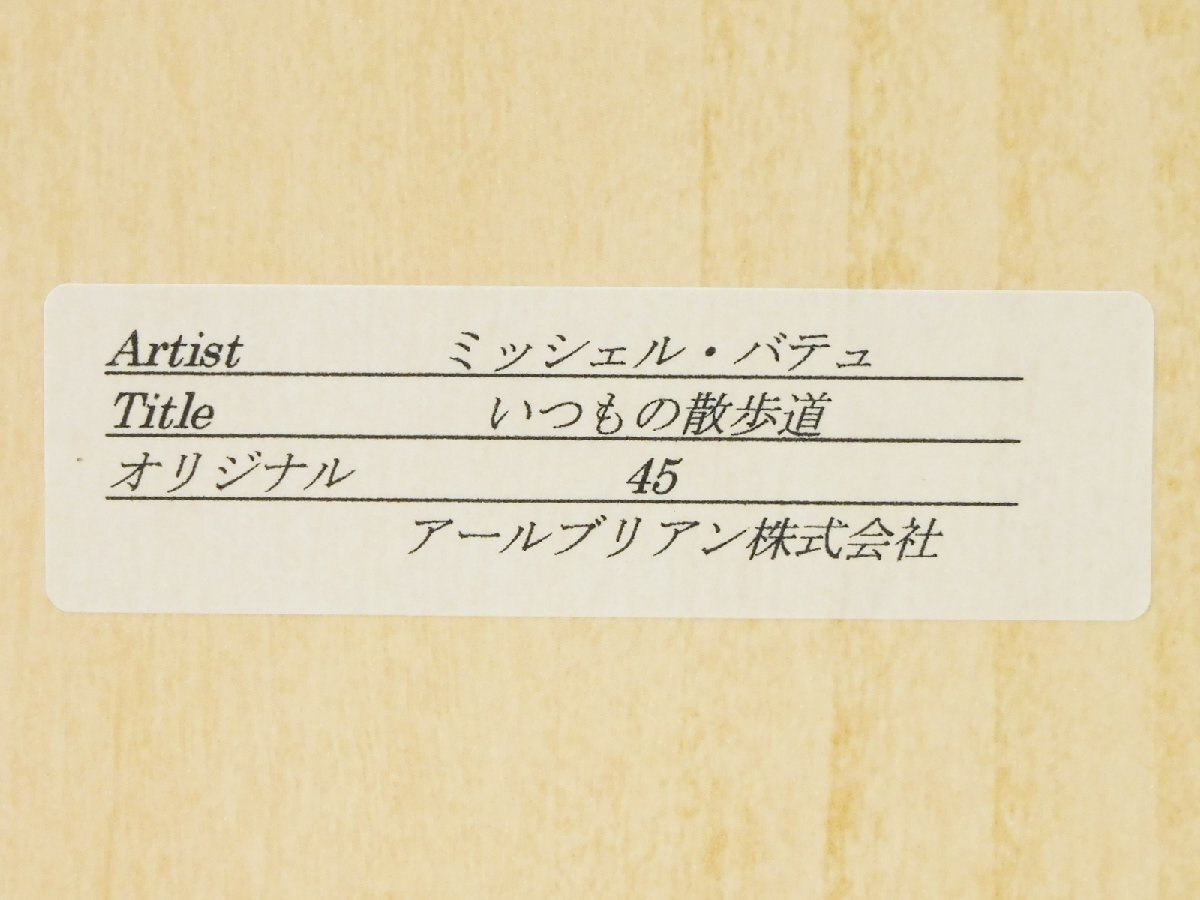 Artist ミッシェル・バテュ
Title いつもの散歩道
オリジナル 45
アールブリアン株式会社